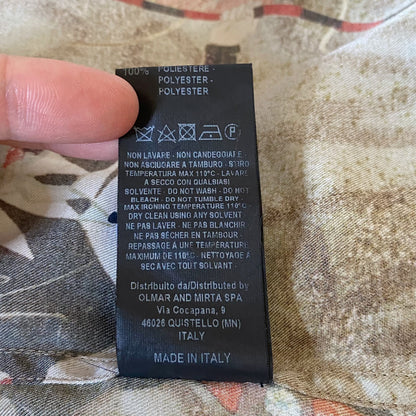 100% POLIESTERE -
POLYESTER -
POLYESTER
P
NON LAVARE - NON CANDEGGIARE
NON ASCIUGARE A TAMBURO - STIRO
TEMPERATURA MAX 110°C - LAVARE
A SECCO CON QUALSIASI
SOLVENTE - DO NOT WASH - DO NOT
BLEACH - DO NOT TUMBLE DRY
MAX IRONING TEMPERATURE 110°C -
DRY CLEAN USING ANY SOLVENT
NE PAS LAVER - NE PAS BLANCHIR
NE PAS SÉCHER EN TAMBOUR -
REPASSAGE À UNE TEMPÉRATURE
MAXIMUM DE 110°C - NETTOYAGE À
SEC AVEC TOUT SOLVANT -
Distribuito da/Distributed by
OLMAR AND MIRTA SPA
Via Cocapana, 9
46026 QUISTELLO (MN)
ITALY
MADE IN ITALY